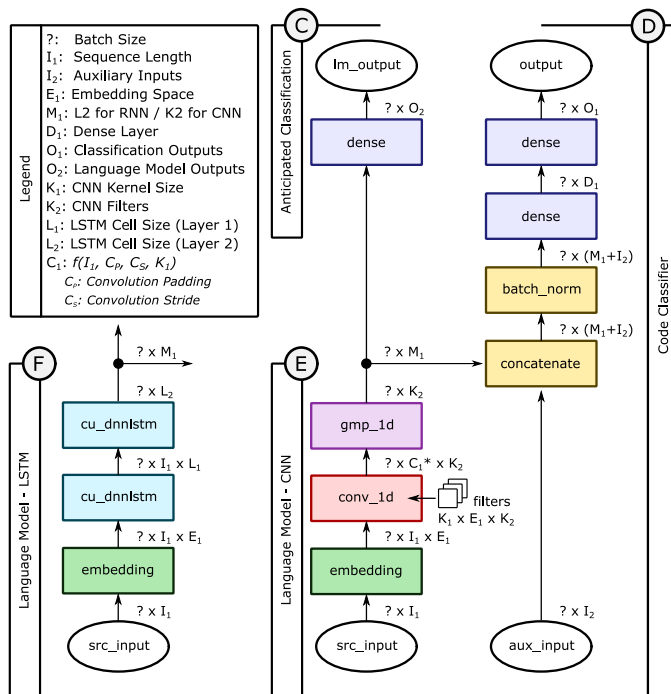 Legend
?: Batch Size
I₁: Sequence Length
I₂: Auxiliary Inputs
E₁: Embedding Space
M₁: L2 for RNN / K2 for CNN
D₁: Dense Layer
O₁: Classification Outputs
O₂: Language Model Outputs
K₁: CNN Kernel Size
K₂: CNN Filters
L₁: LSTM Cell Size (Layer 1)
L₂: LSTM Cell Size (Layer 2)
C₁: f(I₁, Cₚ, Cₛ, K₁)
Cₚ: Convolution Padding
Cₛ: Convolution Stride
C
Anticipated Classification
lm_output
? x O₂
dense
D
Code Classifier
output
? x O₁
dense
? x D₁
dense
? x (M₁+I₂)
batch_norm
? x (M₁+I₂)
concatenate
? x I₂
aux_input
F
Language Model - LSTM
? x M₁
? x L₂
cu_dnnlstm
? x I₁ x L₁
cu_dnnlstm
? x I₁ x E₁
embedding
? x I₁
src_input
E
Language Model - CNN
? x M₁
? x K₂
gmp_1d
? x C₁* x K₂
conv_1d
filters
K₁ x E₁ x K₂
? x I₁ x E₁
embedding
? x I₁
src_input